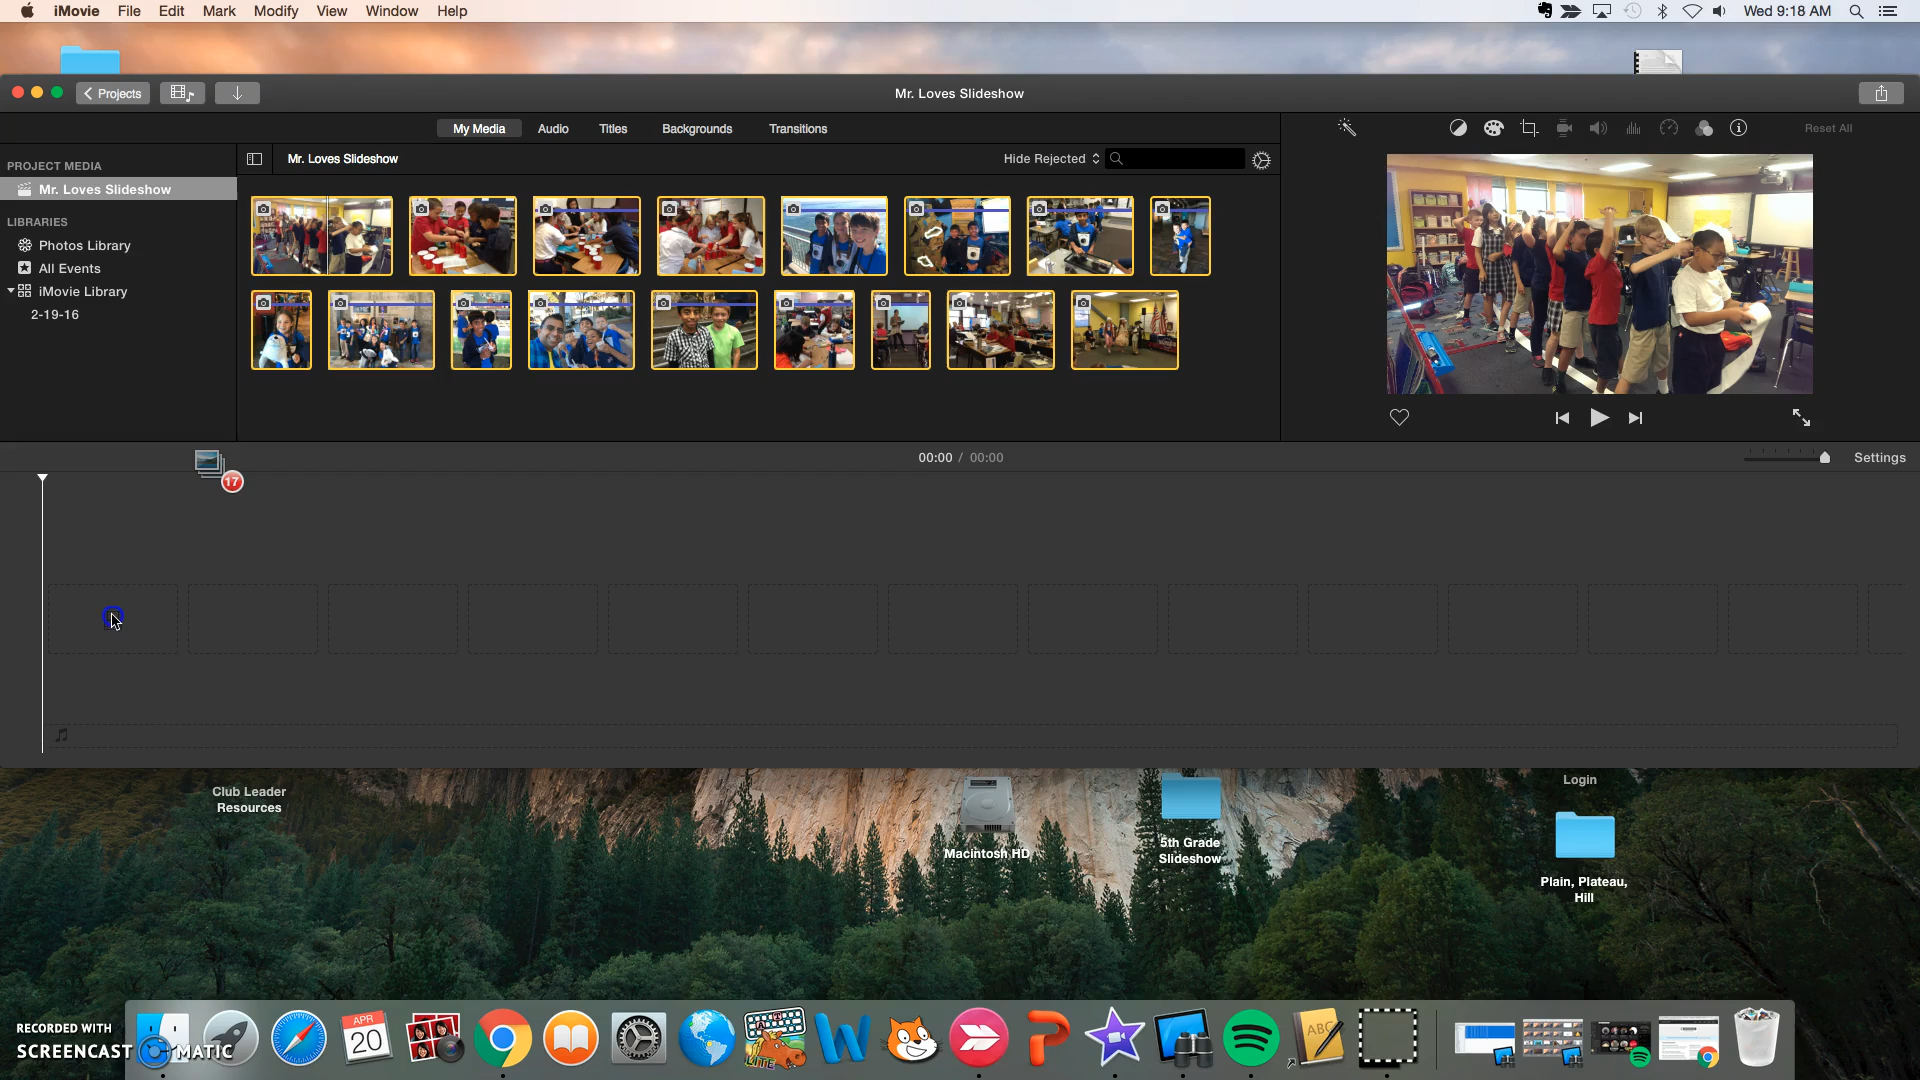 iMovie File Edit Mark Modify View Window Help
Wed 9:18 AM
Projects
Mr. Loves Slideshow
My Media Audio Titles Backgrounds Transitions
Reset All
PROJECT MEDIA
Mr. Loves Slideshow
Hide Rejected
Mr. Loves Slideshow
LIBRARIES
Photos Library
All Events
iMovie Library
2-19-16
00:00 / 00:00
Settings
17
Club Leader
Resources
Macintosh HD
5th Grade
Slideshow
Login
Plain, Plateau,
Hill
APR
20
LITE
ABC
RECORDED WITH
SCREENCAST MATIC